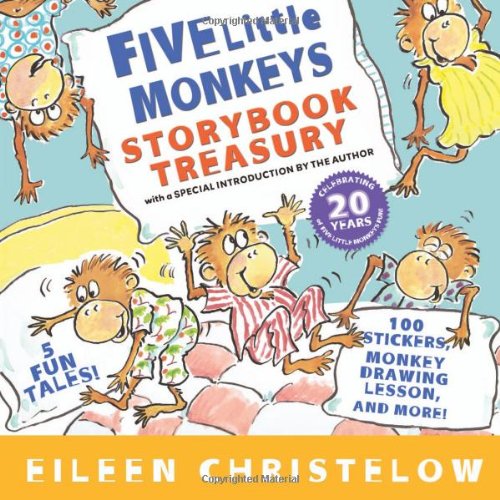 FIVE Little
MONKEYS
STORYBOOK
TREASURY
with a SPECIAL INTRODUCTION BY THE AUTHOR
CELEBRATING
20
YEARS
of FIVE LITTLE MONKEYS FUN!
5
FUN
TALES!
100
STICKERS,
MONKEY
DRAWING
LESSON,
AND MORE!
EILEEN CHRISTELOW